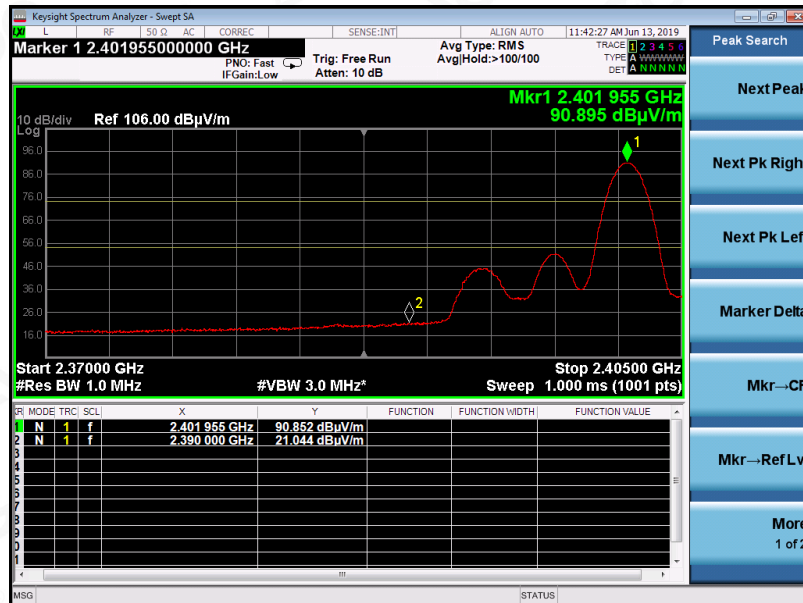 Keysight Spectrum Analyzer - Swept SA
LXI L RF 50 Ω AC CORREC SENSE:INT ALIGN AUTO 11:42:27 AM Jun 13, 2019
Marker 1 2.401955000000 GHz
PNO: Fast
IFGain:Low
Trig: Free Run
Atten: 10 dB
Avg Type: RMS
Avg|Hold:>100/100
TRACE 1 2 3 4 5 6
TYPE A WWWWW
DET A N N N N N
Mkr1 2.401 955 GHz
90.895 dBµV/m
10 dB/div Ref 106.00 dBµV/m
Log
96.0
86.0
76.0
66.0
56.0
46.0
36.0
26.0
16.0
1
2
Start 2.37000 GHz Stop 2.40500 GHz
#Res BW 1.0 MHz #VBW 3.0 MHz* Sweep 1.000 ms (1001 pts)
MODE TRC SCL X Y FUNCTION FUNCTION WIDTH FUNCTION VALUE
1 N 1 f 2.401 955 GHz 90.852 dBµV/m
2 N 1 f 2.390 000 GHz 21.044 dBµV/m
3
4
5
6
7
8
9
0
1
MSG STATUS
Peak Search
Next Peak
Next Pk Righ
Next Pk Lef
Marker Delta
Mkr→CF
Mkr→Ref Lv
More
1 of 2